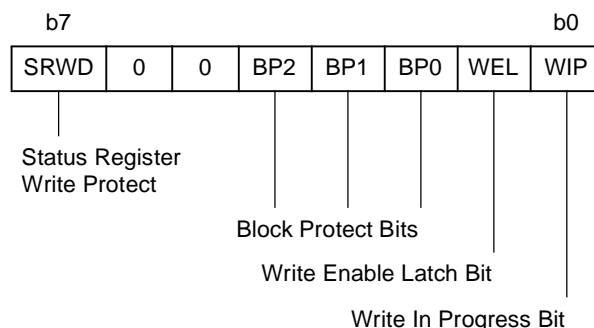 b7 b0
SRWD 0 0 BP2 BP1 BP0 WEL WIP
Status Register
Write Protect
Block Protect Bits
Write Enable Latch Bit
Write In Progress Bit